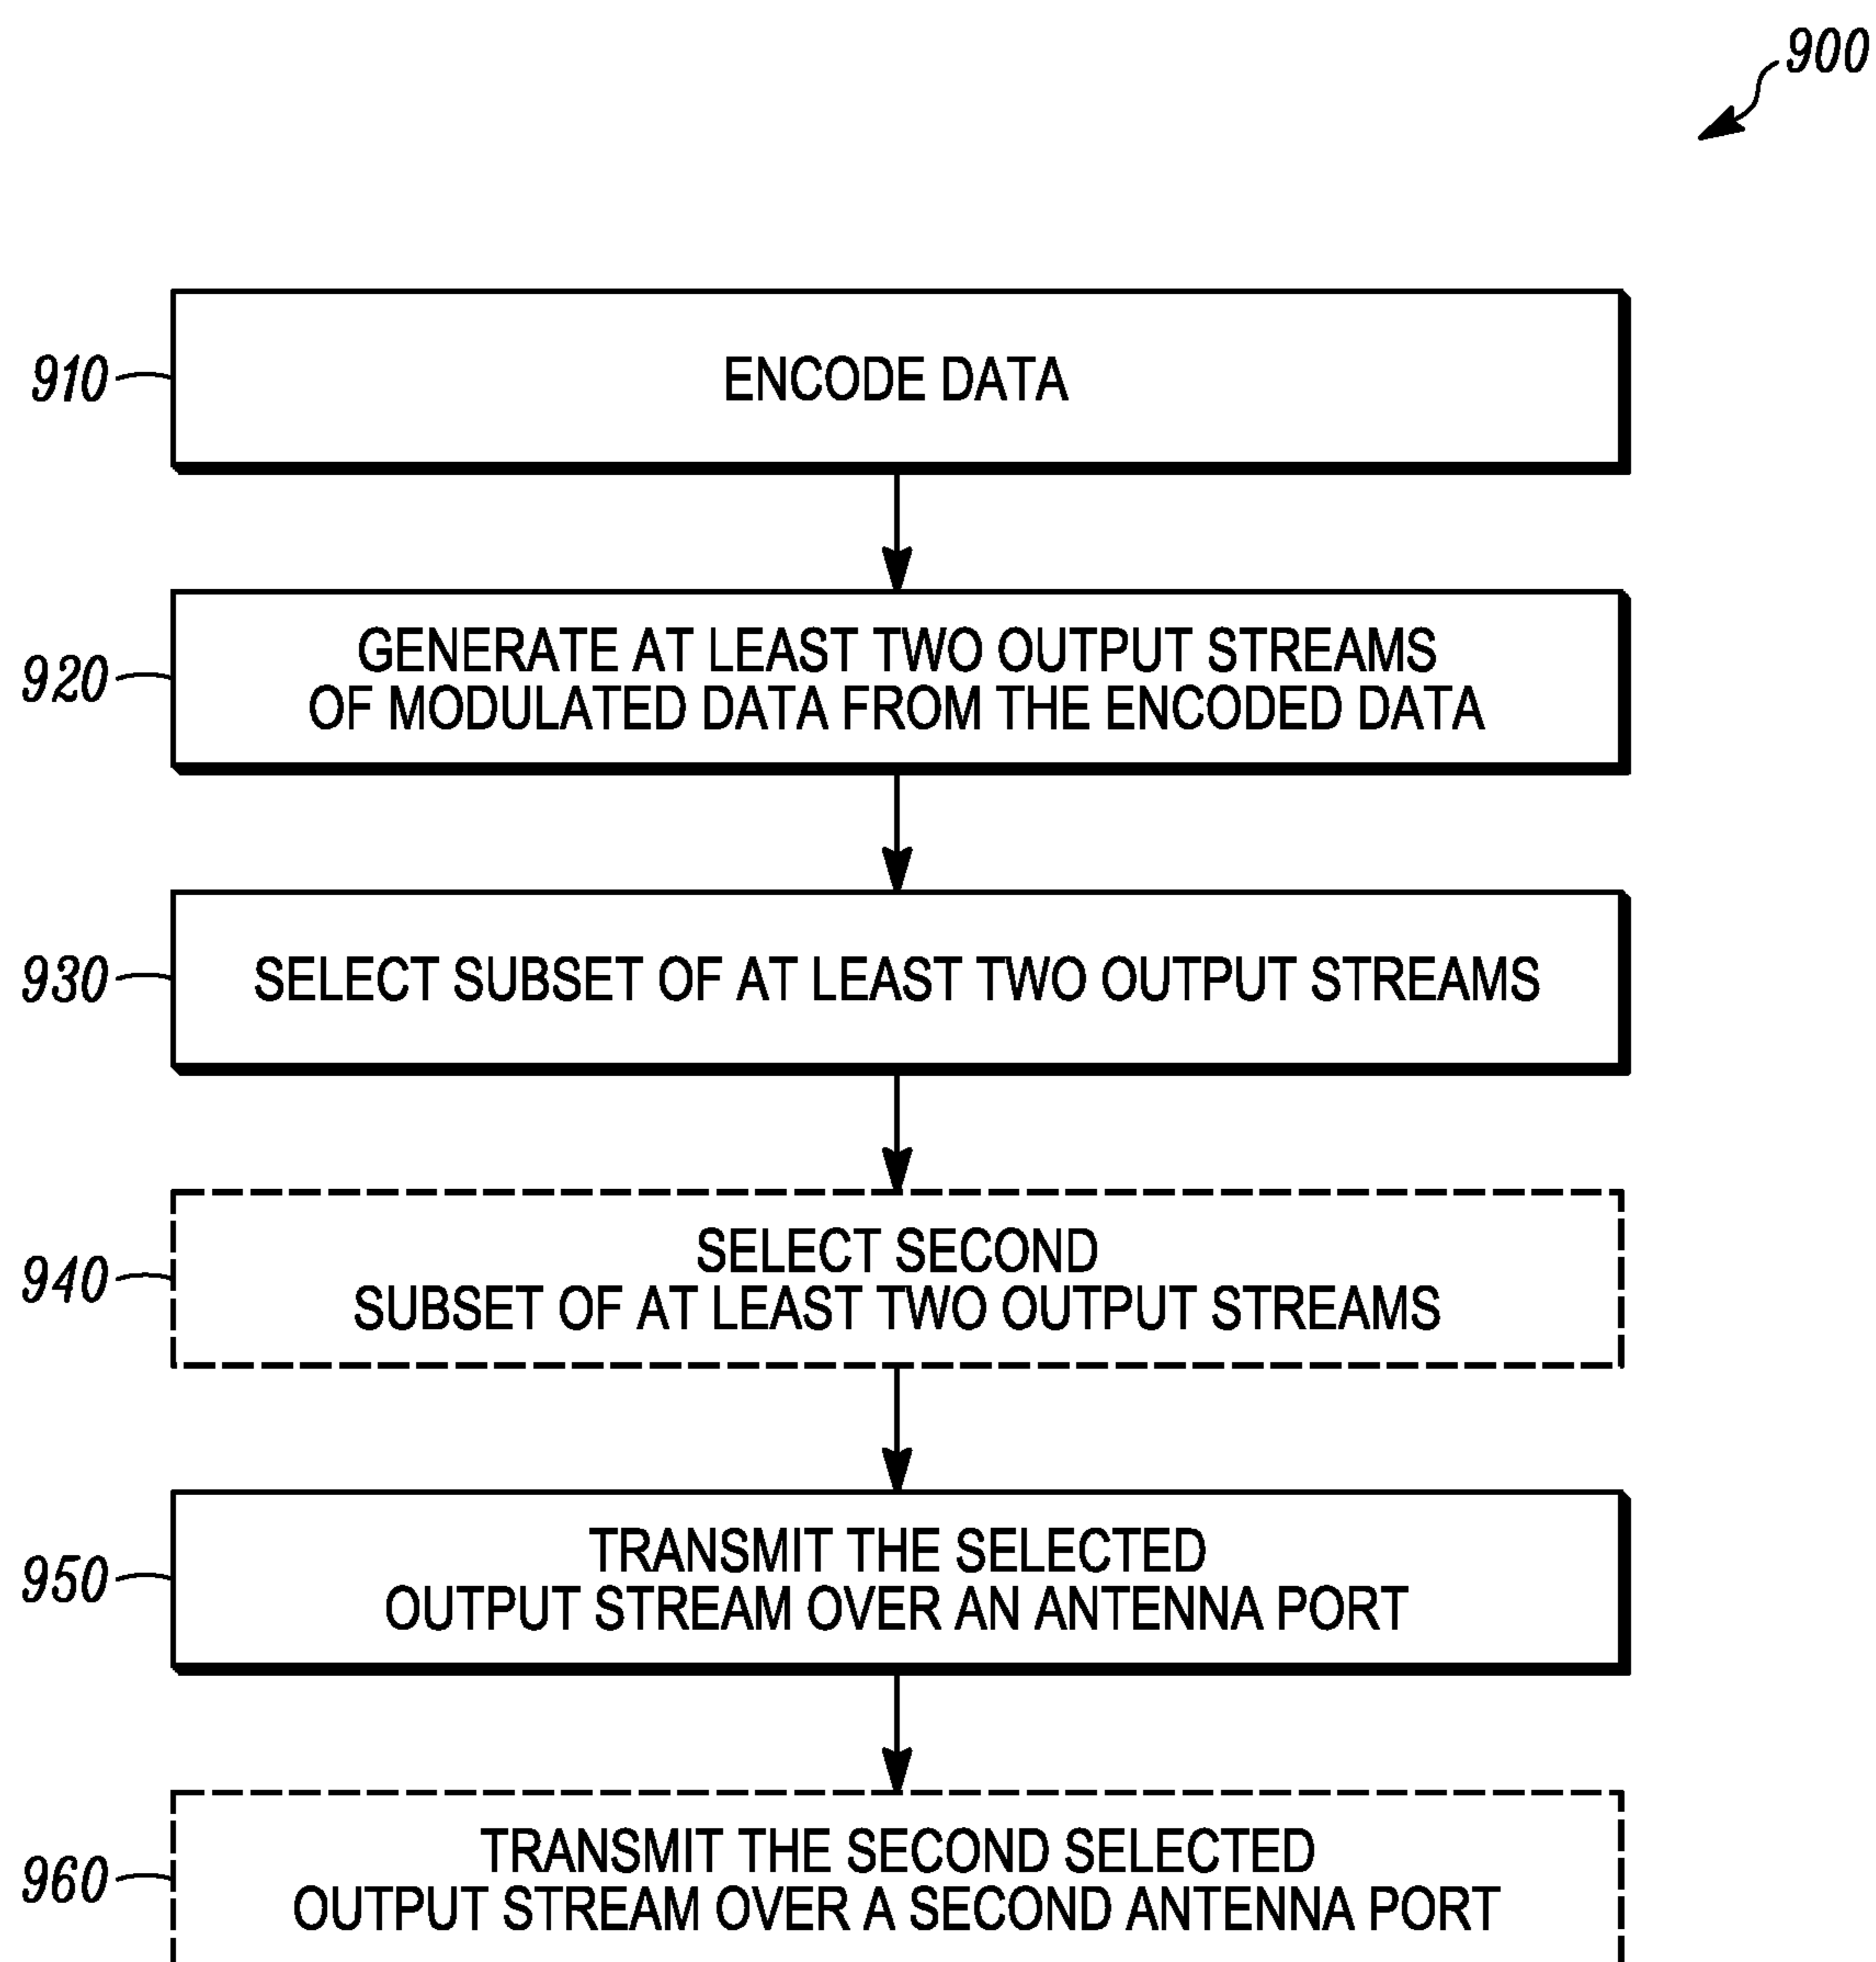 900
910
ENCODE DATA
920
GENERATE AT LEAST TWO OUTPUT STREAMS
OF MODULATED DATA FROM THE ENCODED DATA
930
SELECT SUBSET OF AT LEAST TWO OUTPUT STREAMS
940
SELECT SECOND
SUBSET OF AT LEAST TWO OUTPUT STREAMS
950
TRANSMIT THE SELECTED
OUTPUT STREAM OVER AN ANTENNA PORT
960
TRANSMIT THE SECOND SELECTED
OUTPUT STREAM OVER A SECOND ANTENNA PORT